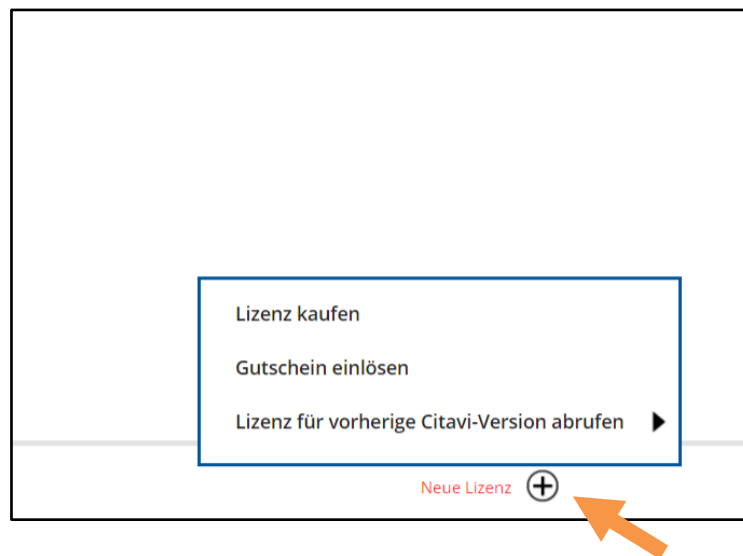 Lizenz kaufen
Gutschein einlösen
Lizenz für vorherige Citavi-Version abrufen
Neue Lizenz